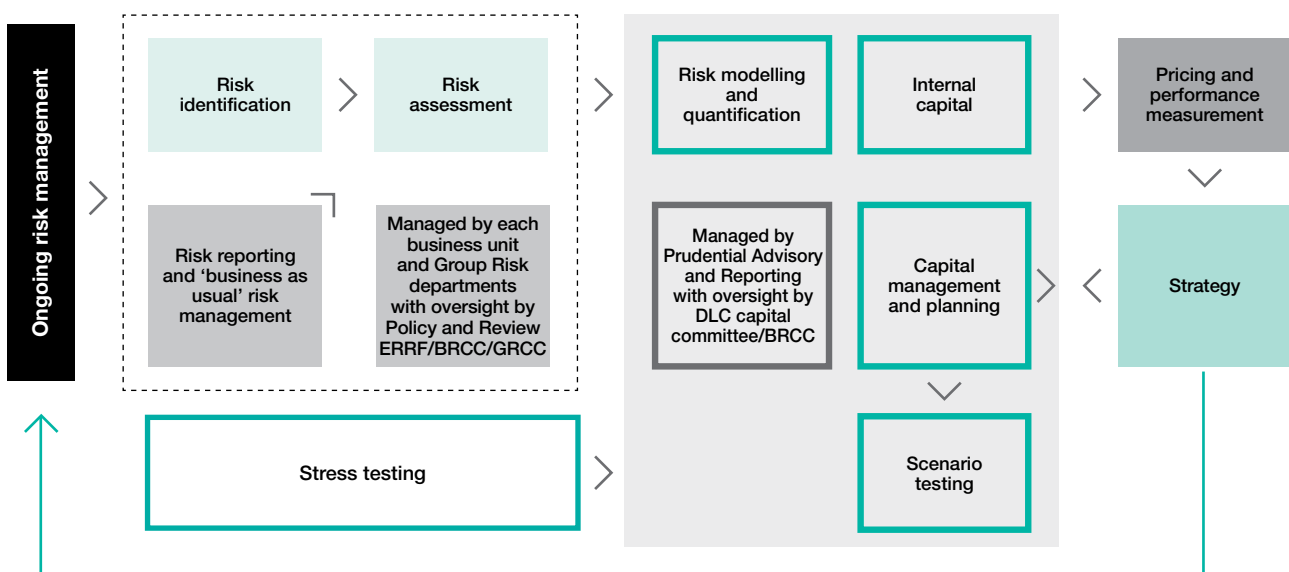 Ongoing risk management
Risk
identification
Risk
assessment
Risk modelling
and
quantification
Internal
capital
Pricing and
performance
measurement
Risk reporting
and ‘business as
usual’ risk
management
Managed by each
business unit
and Group Risk
departments
with oversight by
Policy and Review
ERRF/BRCC/GRCC
Managed by
Prudential Advisory
and Reporting
with oversight by
DLC capital
committee/BRCC
Capital
management
and planning
Strategy
Stress testing
Scenario
testing